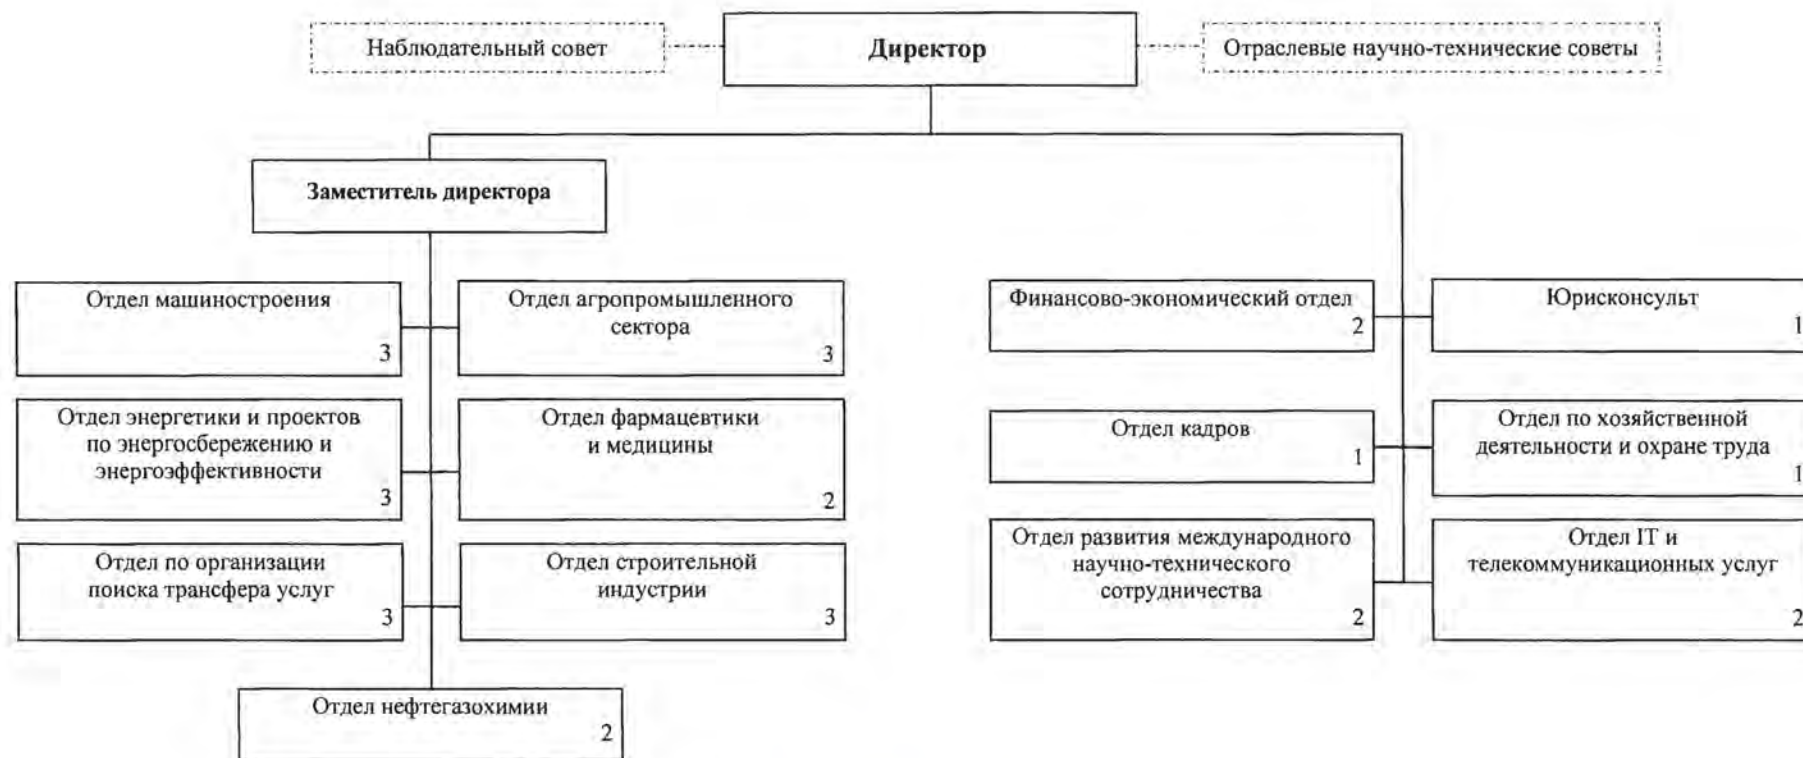 Наблюдательный совет
Директор
Отраслевые научно-технические советы
Заместитель директора
Отдел машиностроения
3
Отдел агропромышленного
сектора
3
Финансово-экономический отдел
2
Юрисконсульт
1
Отдел энергетики и проектов
по энергосбережению и
энергоэффективности
3
Отдел фармацевтики
и медицины
2
Отдел кадров
1
Отдел по хозяйственной
деятельности и охране труда
1
Отдел по организации
поиска трансфера услуг
3
Отдел строительной
индустрии
3
Отдел развития международного
научно-технического
сотрудничества
2
Отдел IT и
телекоммуникационных услуг
2
Отдел нефтегазохимии
2